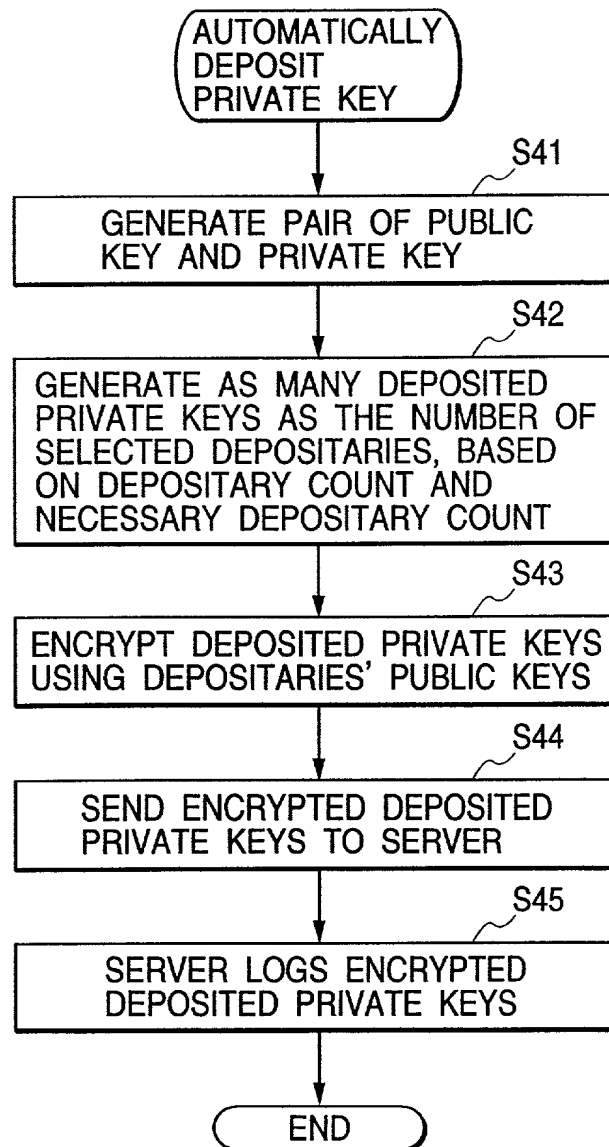 AUTOMATICALLY
DEPOSIT
PRIVATE KEY
S41
GENERATE PAIR OF PUBLIC
KEY AND PRIVATE KEY
S42
GENERATE AS MANY DEPOSITED
PRIVATE KEYS AS THE NUMBER OF
SELECTED DEPOSITARIES, BASED
ON DEPOSITARY COUNT AND
NECESSARY DEPOSITARY COUNT
S43
ENCRYPT DEPOSITED PRIVATE KEYS
USING DEPOSITARIES' PUBLIC KEYS
S44
SEND ENCRYPTED DEPOSITED
PRIVATE KEYS TO SERVER
S45
SERVER LOGS ENCRYPTED
DEPOSITED PRIVATE KEYS
END